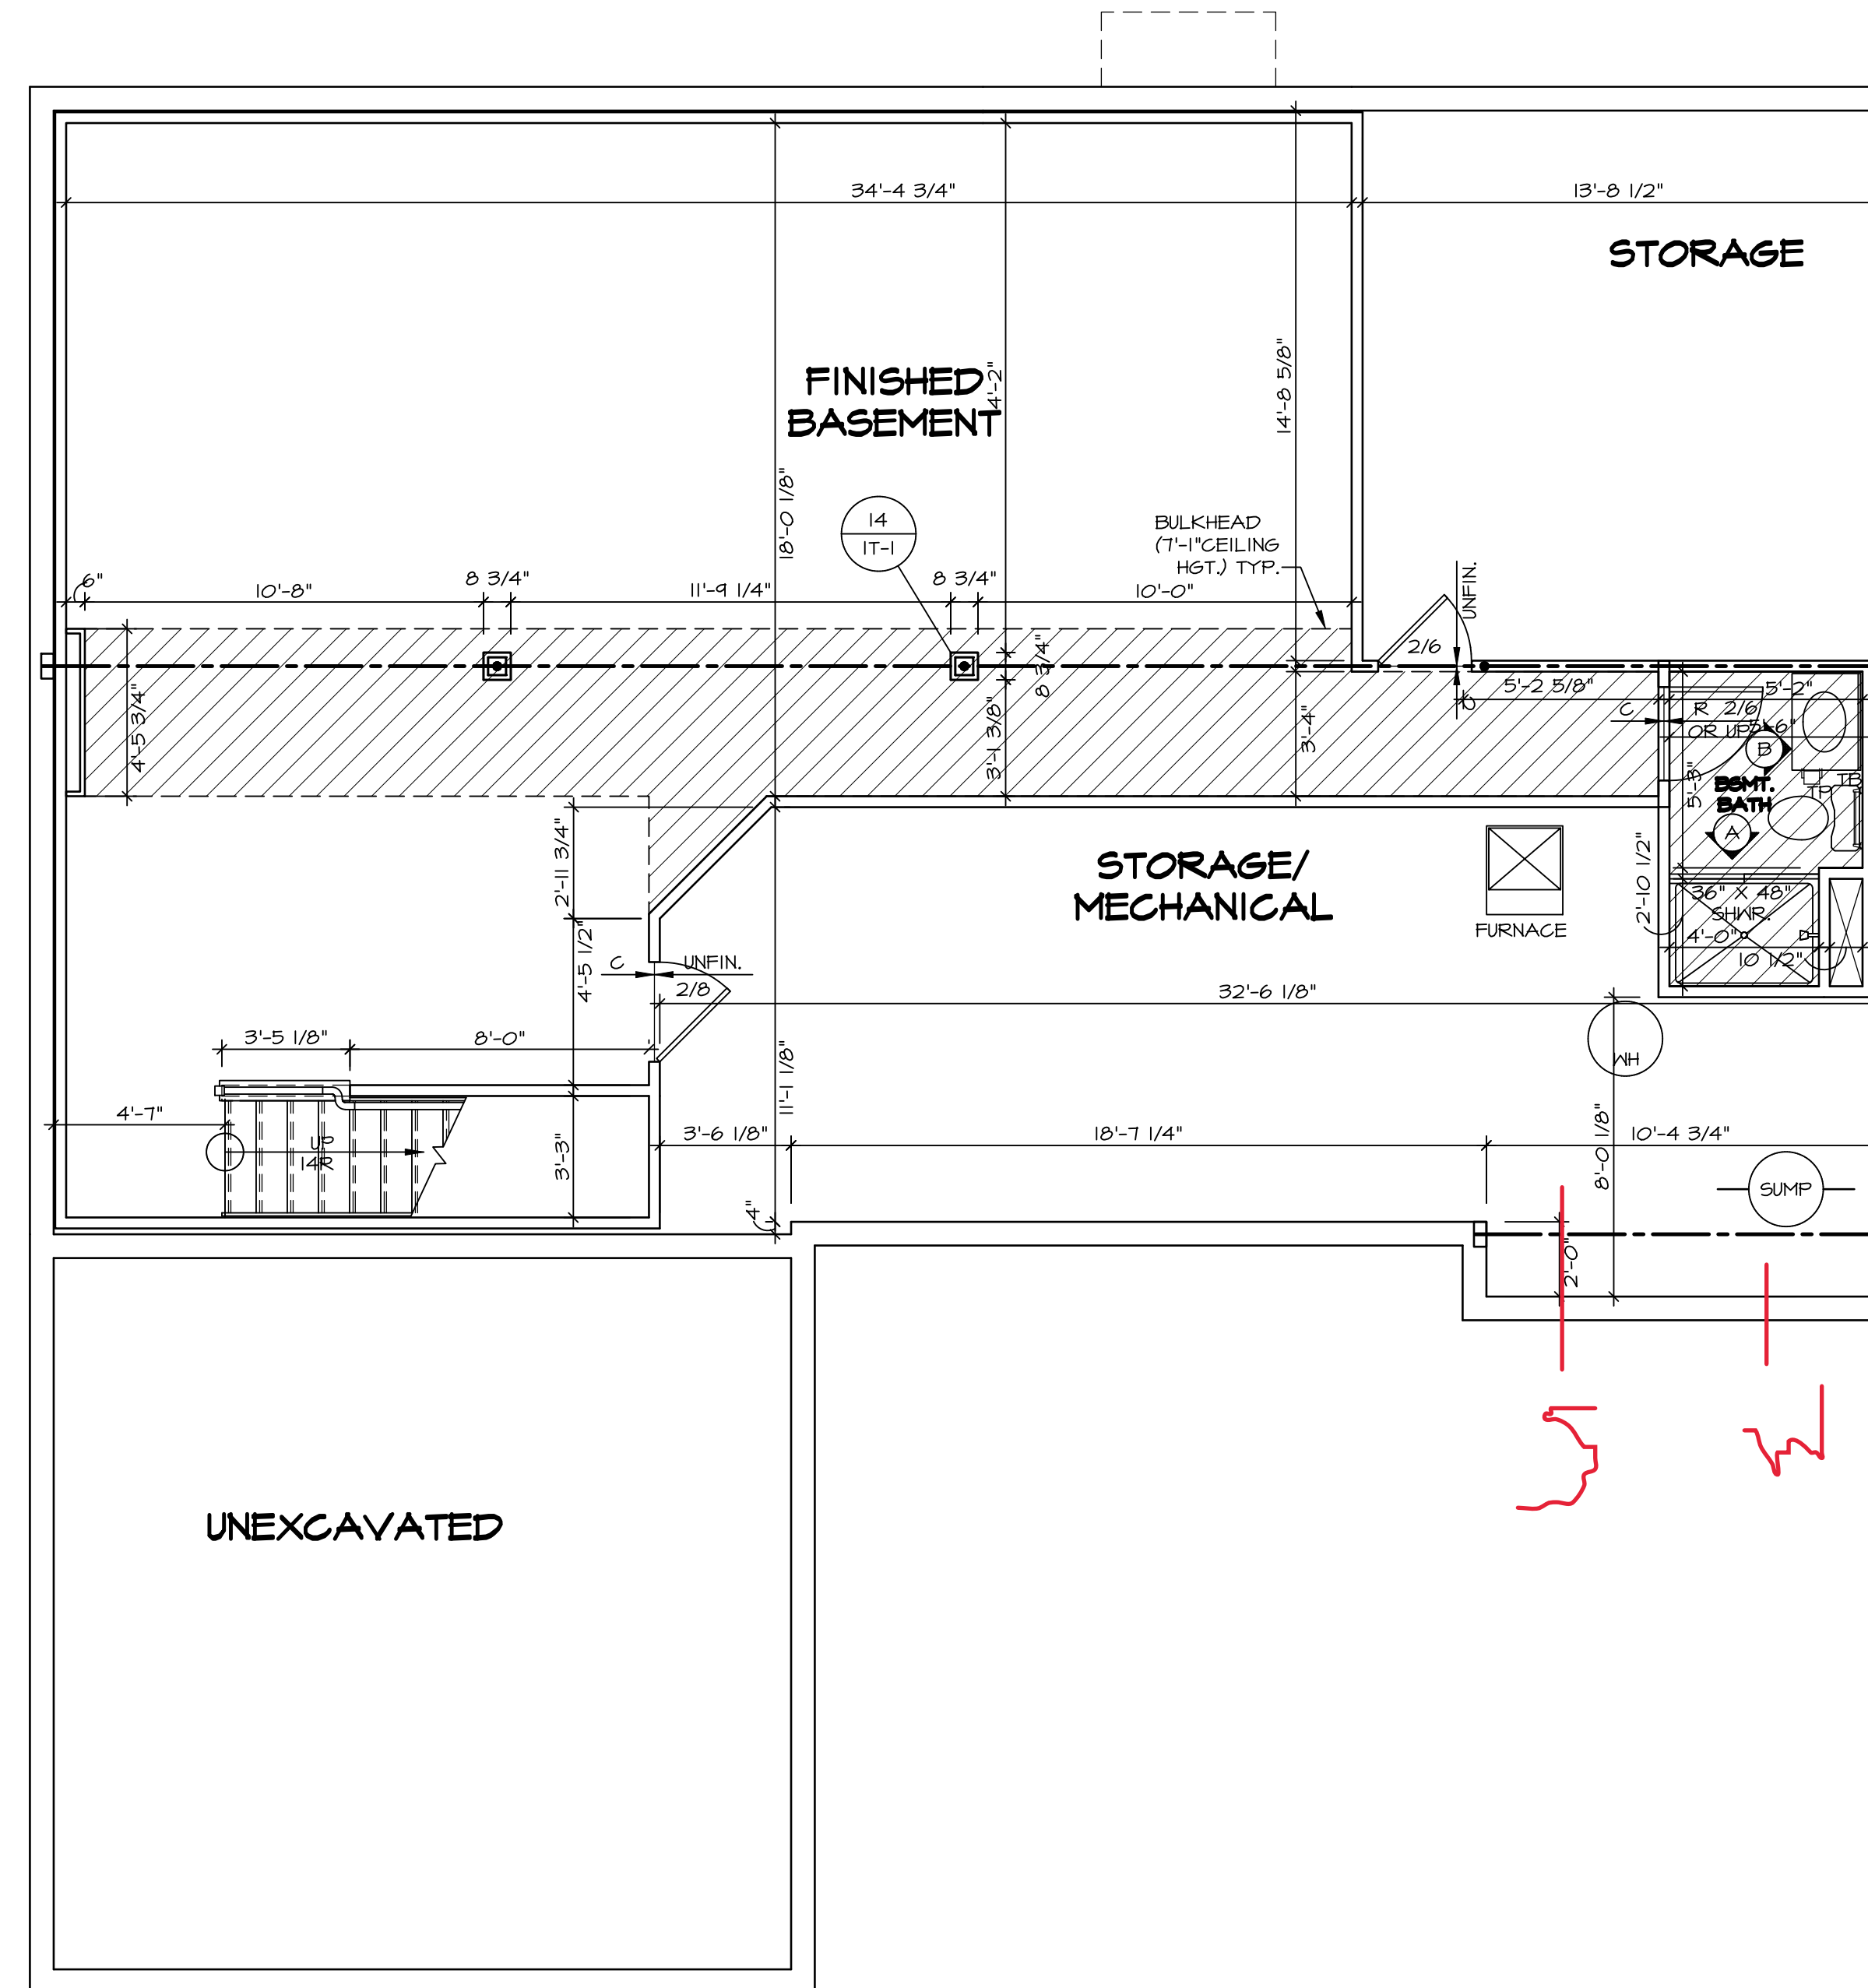 34'-4 3/4"
13'-8 1/2"
STORAGE
FINISHED
BASEMENT
4'-2"
14'-8 5/8"
18'-0 1/8"
14
1T-1
BULKHEAD
(7'-1"CEILING
HGT.) TYP.
UNFIN.
6"
10'-8"
8 3/4"
11'-9 1/4"
8 3/4"
10'-0"
2/6
8 3/4"
4'-5 3/4"
3'-1 3/8"
3'-4"
5'-2 5/8"
C
5'-2"
C
R 2/6
OR UP
5'-6"
B
5'-3"
BSMT.
BATH
TP
TB
A
2'-11 3/4"
STORAGE/
MECHANICAL
FURNACE
2'-10 1/2"
36" X 48"
SHWR.
4'-0"
10 1/2"
4'-5 1/2"
C
UNFIN.
2/8
32'-6 1/8"
WH
3'-5 1/8"
8'-0"
11'-1 1/8"
4'-7"
UP
14R
3'-3"
3'-6 1/8"
18'-7 1/4"
8'-0 1/8"
10'-4 3/4"
SUMP
4"
2'-0"
UNEXCAVATED